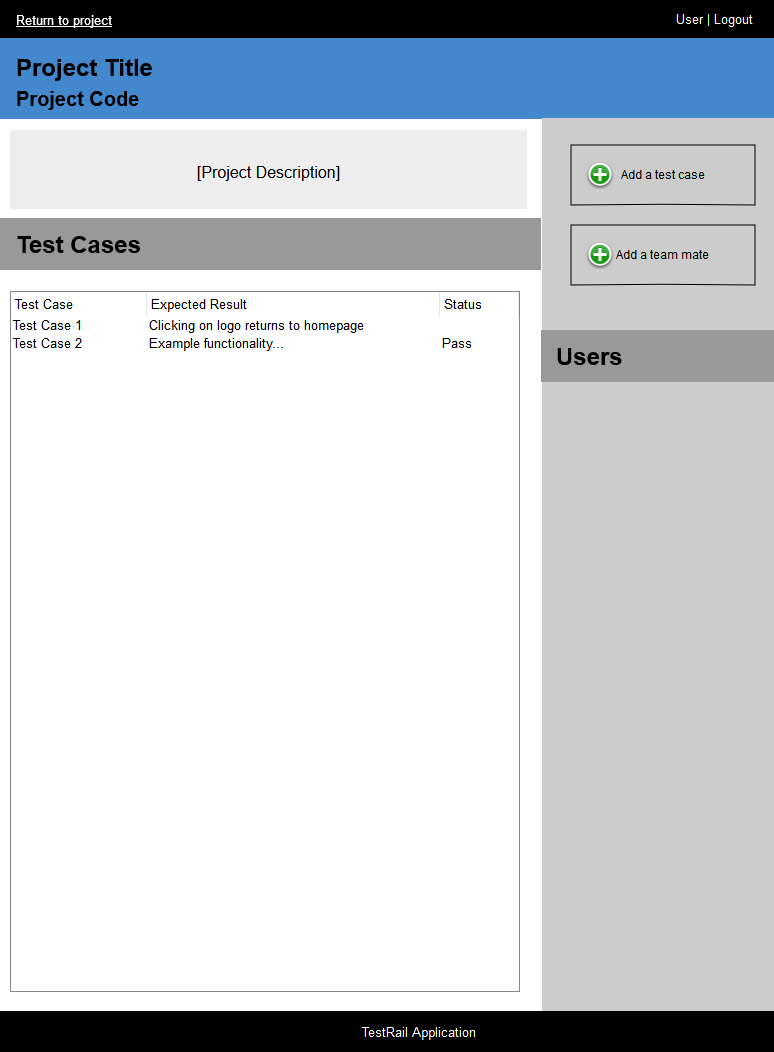 Return to project
User | Logout
Project Title
Project Code
[Project Description]
Add a test case
Add a team mate
Test Cases
Users
Test Case Expected Result Status
Test Case 1 Clicking on logo returns to homepage
Test Case 2 Example functionality... Pass
TestRail Application